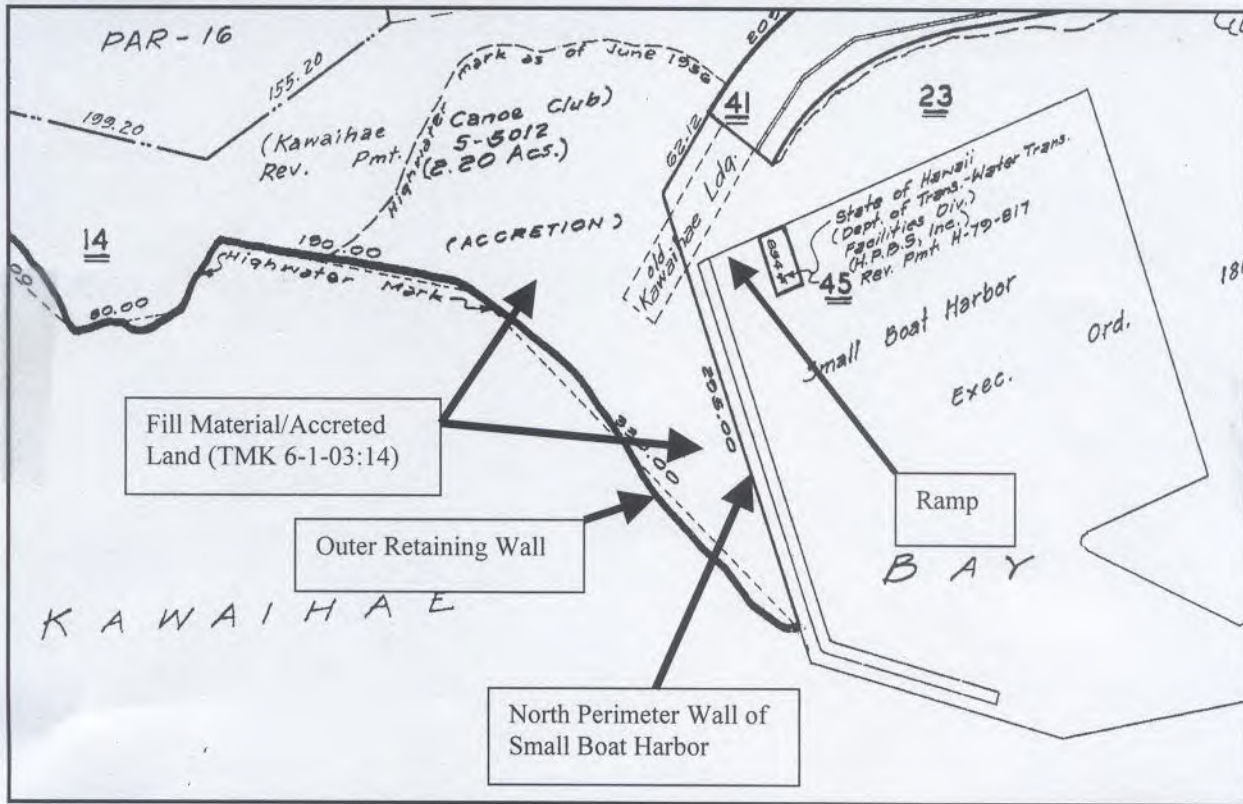 PAR-16
155.20
199.20
Highwater mark as of June 1956
(Kawaihae Canoe Club)
Rev. Pmt. S-5012
(2.20 Acs.)
(ACCRETION)
62.12
41
23
Old Kawaihae Ldg.
State of Hawaii
(Dept. of Trans.-Water Trans.
Facilities Div.)
(H.P.B.S, Inc.)
Rev. Pmt. H-79-817
45
14
190.00
Highwater Mark
80.00
205.00
Small Boat Harbor
Exec. Ord.
Fill Material/Accreted
Land (TMK 6-1-03:14)
Outer Retaining Wall
Ramp
KAWAIHAE
BAY
North Perimeter Wall of
Small Boat Harbor